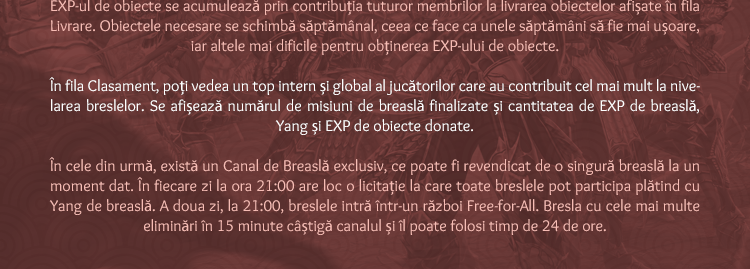 EXP-ul de obiecte se acumulează prin contribuția tuturor membrilor la livrarea obiectelor afișate în fila
Livrare. Obiectele necesare se schimbă săptămânal, ceea ce face ca unele săptămâni să fie mai ușoare,
iar altele mai dificile pentru obținerea EXP-ului de obiecte.
În fila Clasament, poți vedea un top intern și global al jucătorilor care au contribuit cel mai mult la nive-
larea breslelor. Se afișează numărul de misiuni de breaslă finalizate și cantitatea de EXP de breaslă,
Yang și EXP de obiecte donate.
În cele din urmă, există un Canal de Breaslă exclusiv, ce poate fi revendicat de o singură breaslă la un
moment dat. În fiecare zi la ora 21:00 are loc o licitație la care toate breslele pot participa plătind cu
Yang de breaslă. A doua zi, la 21:00, breslele intră într-un război Free-for-All. Bresla cu cele mai multe
eliminări în 15 minute câștigă canalul și îl poate folosi timp de 24 de ore.